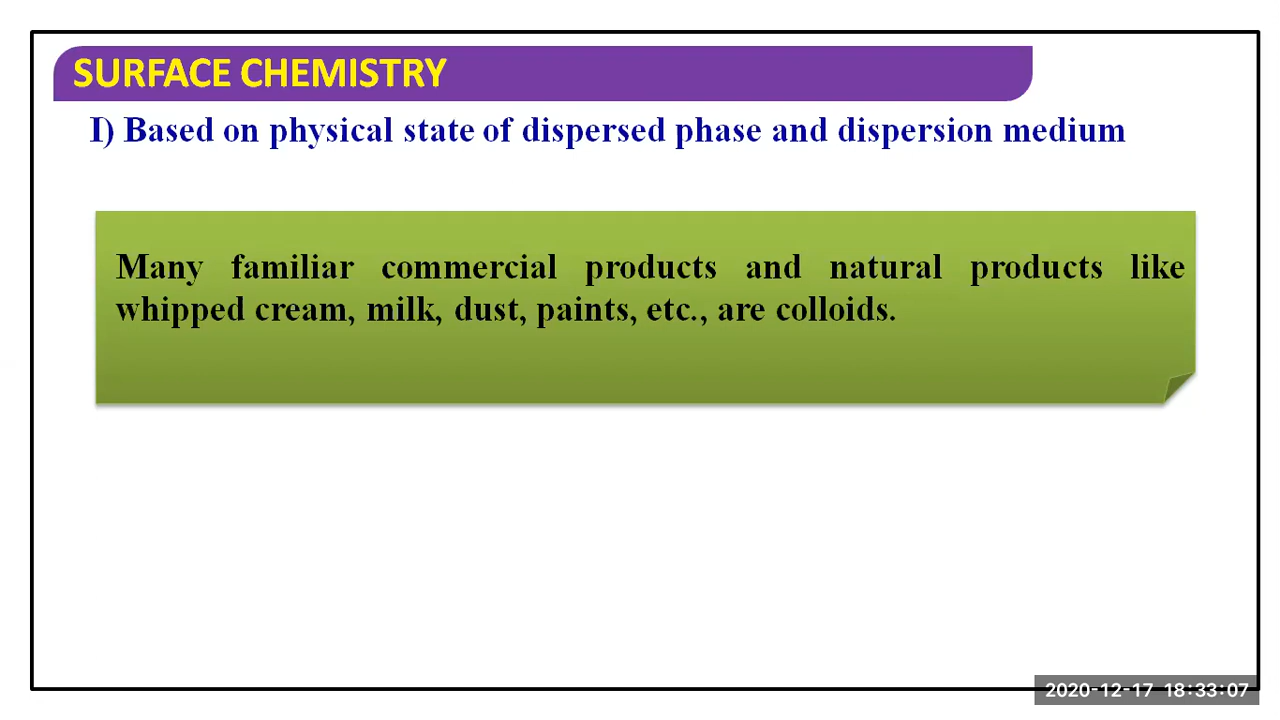 SURFACE CHEMISTRY
I) Based on physical state of dispersed phase and dispersion medium
Many familiar commercial products and natural products like
whipped cream, milk, dust, paints, etc., are colloids.
2020-12-17 18:33:07